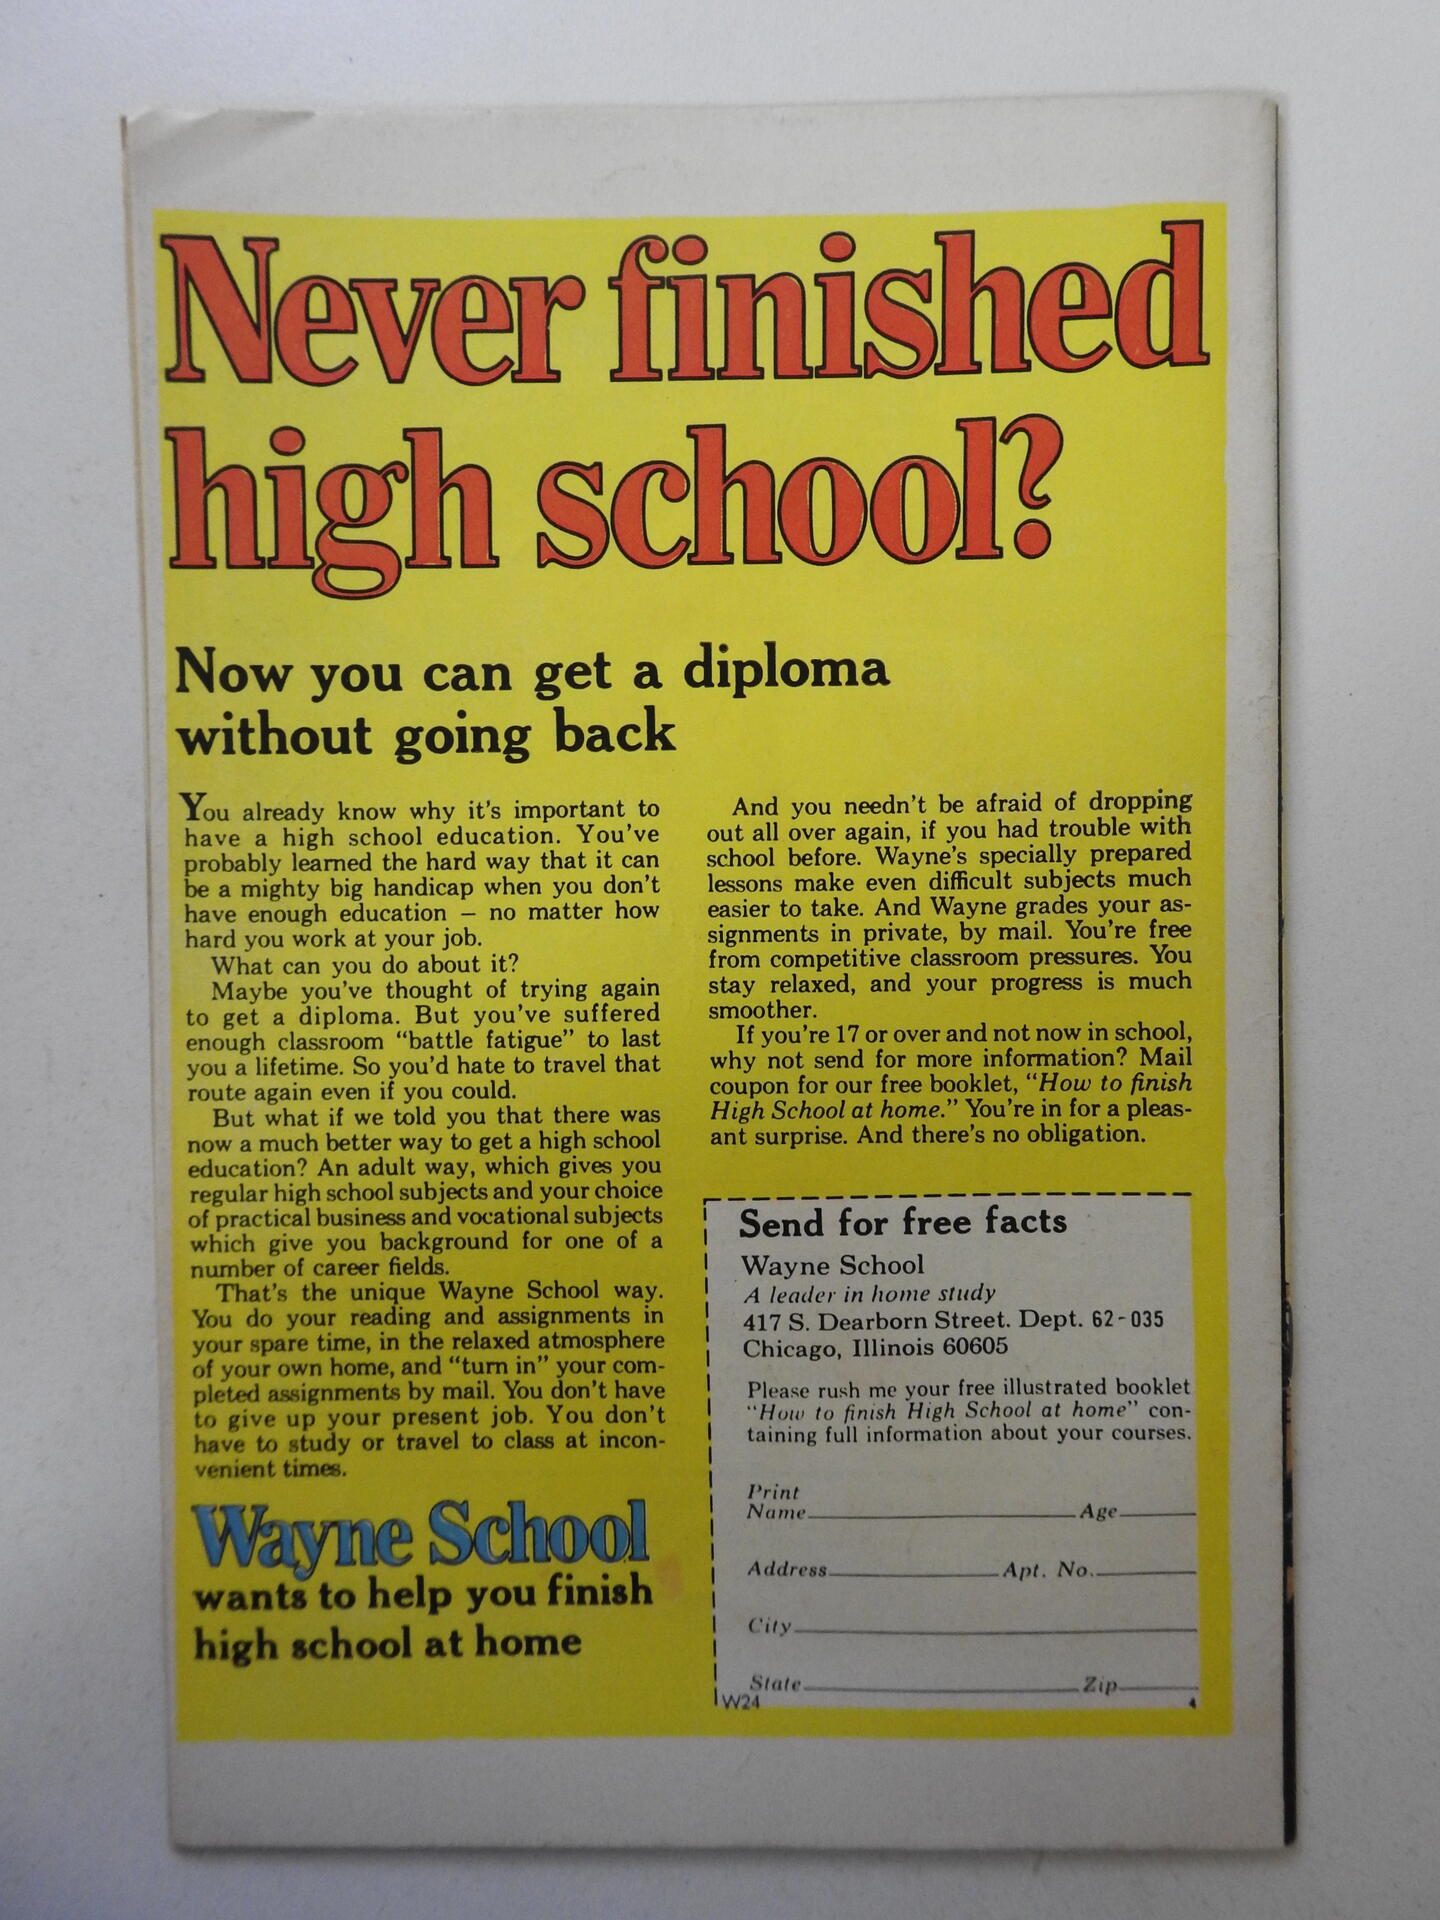 Never finished
high school?
Now you can get a diploma
without going back
You already know why it's important to
have a high school education. You've
probably learned the hard way that it can
be a mighty big handicap when you don't
have enough education – no matter how
hard you work at your job.
What can you do about it?
Maybe you've thought of trying again
to get a diploma. But you've suffered
enough classroom "battle fatigue" to last
you a lifetime. So you'd hate to travel that
route again even if you could.
But what if we told you that there was
now a much better way to get a high school
education? An adult way, which gives you
regular high school subjects and your choice
of practical business and vocational subjects
which give you background for one of a
number of career fields.
That's the unique Wayne School way.
You do your reading and assignments in
your spare time, in the relaxed atmosphere
of your own home, and "turn in" your com-
pleted assignments by mail. You don't have
to give up your present job. You don't
have to study or travel to class at incon-
venient times.
Wayne School
wants to help you finish
high school at home
And you needn't be afraid of dropping
out all over again, if you had trouble with
school before. Wayne's specially prepared
lessons make even difficult subjects much
easier to take. And Wayne grades your as-
signments in private, by mail. You're free
from competitive classroom pressures. You
stay relaxed, and your progress is much
smoother.
If you're 17 or over and not now in school,
why not send for more information? Mail
coupon for our free booklet, "How to finish
High School at home." You're in for a pleas-
ant surprise. And there's no obligation.
Send for free facts
Wayne School
A leader in home study
417 S. Dearborn Street. Dept. 62-035
Chicago, Illinois 60605
Please rush me your free illustrated booklet
"How to finish High School at home" con-
taining full information about your courses.
Print
Name Age
Address Apt. No.
City
State Zip
W24 4